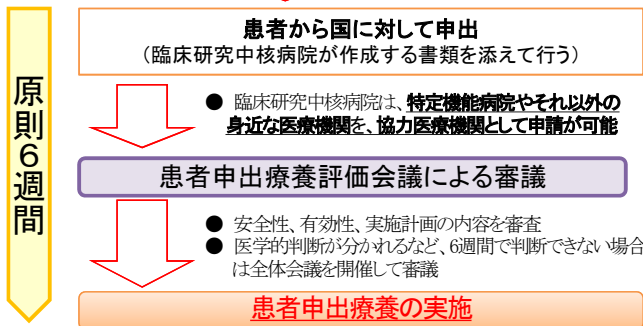 原則6週間
患者から国に対して申出
（臨床研究中核病院が作成する書類を添えて行う）
● 臨床研究中核病院は、特定機能病院やそれ以外の
身近な医療機関を、協力医療機関として申請が可能
患者申出療養評価会議による審議
● 安全性、有効性、実施計画の内容を審査
● 医学的判断が分かれるなど、6週間で判断できない場合
は全体会議を開催して審議
患者申出療養の実施